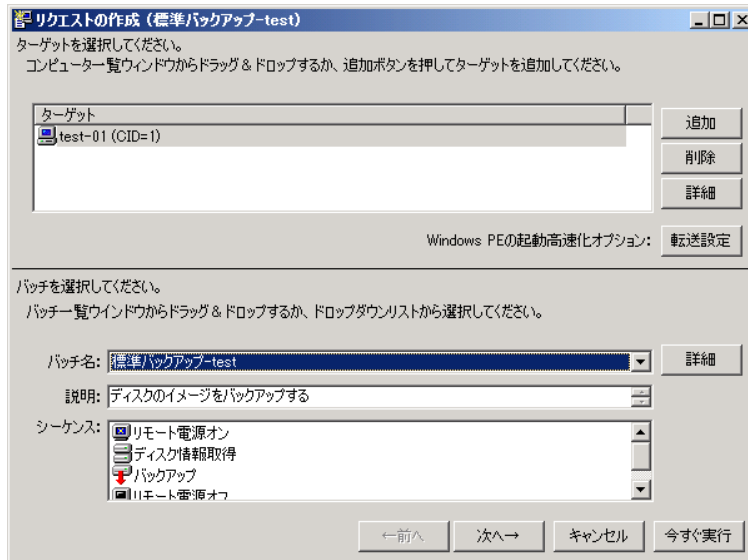 リクエストの作成（標準バックアップ-test）
ターゲットを選択してください。
コンピューター覧ウィンドウからドラッグ＆ドロップするか、追加ボタンを押してターゲットを追加してください。
ターゲット
test-01 (CID=1)
追加
削除
詳細
Windows PEの起動高速化オプション: 転送設定
バッチを選択してください。
バッチ一覧ウインドウからドラッグ＆ドロップするか、ドロップダウンリストから選択してください。
バッチ名: 標準バックアップ-test 詳細
説明: ディスクのイメージをバックアップする
シーケンス: リモート電源オン
ディスク情報取得
バックアップ
リモート電源オフ
←前へ 次へ→ キャンセル 今すぐ実行